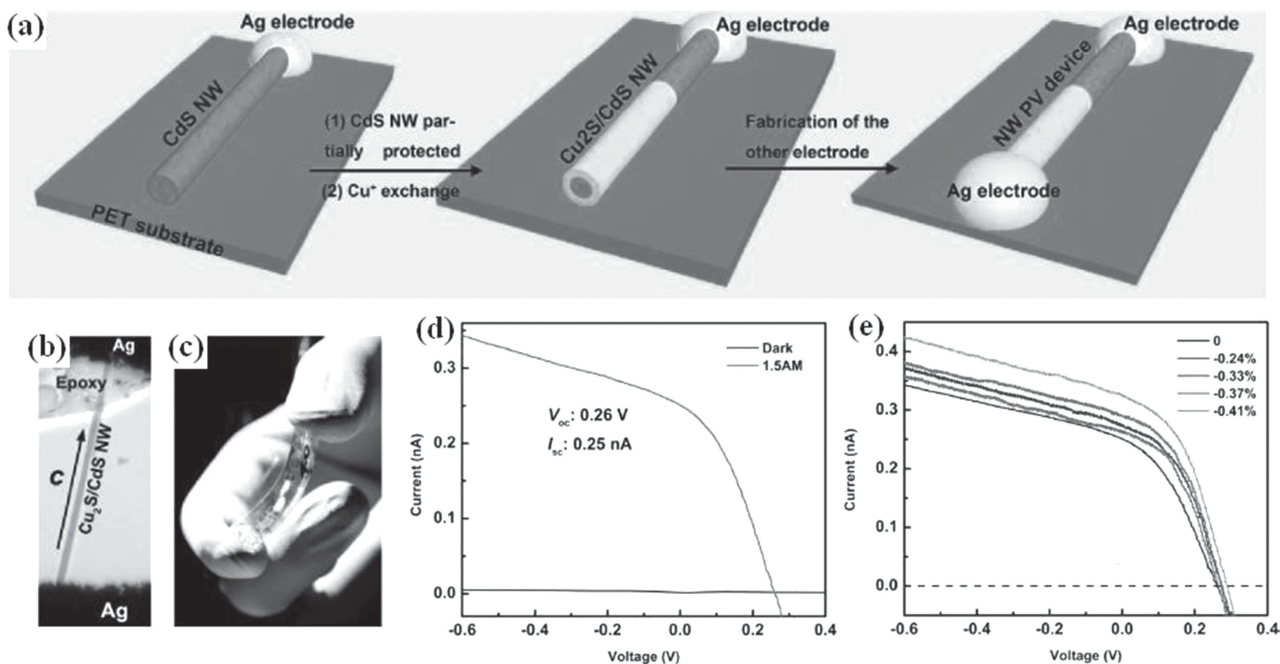 (a)
Ag electrode
Ag electrode
Ag electrode
CdS NW
(1) CdS NW par-
tially protected
(2) Cu⁺ exchange
Cu2S/CdS NW
Fabrication of the
other electrode
NW PV device
Ag electrode
PET substrate
(b)
Ag
Epoxy
C
Cu₂S/CdS NW
Ag
(c)
(d)
Dark
1.5AM
Voc: 0.26 V
Isc: 0.25 nA
Current (nA)
0.3
0.2
0.1
0.0
-0.6
-0.4
-0.2
0.0
0.2
0.4
Voltage (V)
(e)
0
-0.24%
-0.33%
-0.37%
-0.41%
Current (nA)
0.4
0.3
0.2
0.1
0.0
-0.6
-0.4
-0.2
0.0
0.2
0.4
Voltage (V)